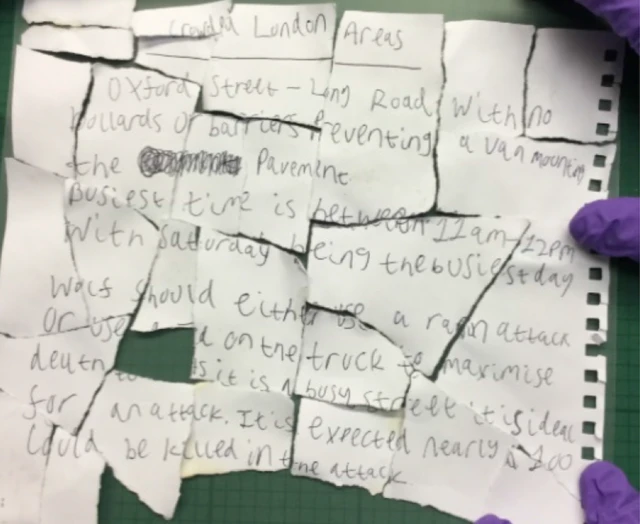 Crowded London Areas
Oxford Street - Long Road With no
bollards or barriers Preventing a van mounting
the Pavement
Busiest time is between 11am/12pm
With Saturday being the busiest day
Wolf Should either use a ram attack
Or use on the truck to maximise
death as it is a busy street it is ideal
for an attack. It is expected nearly 100
Could be killed in the attack